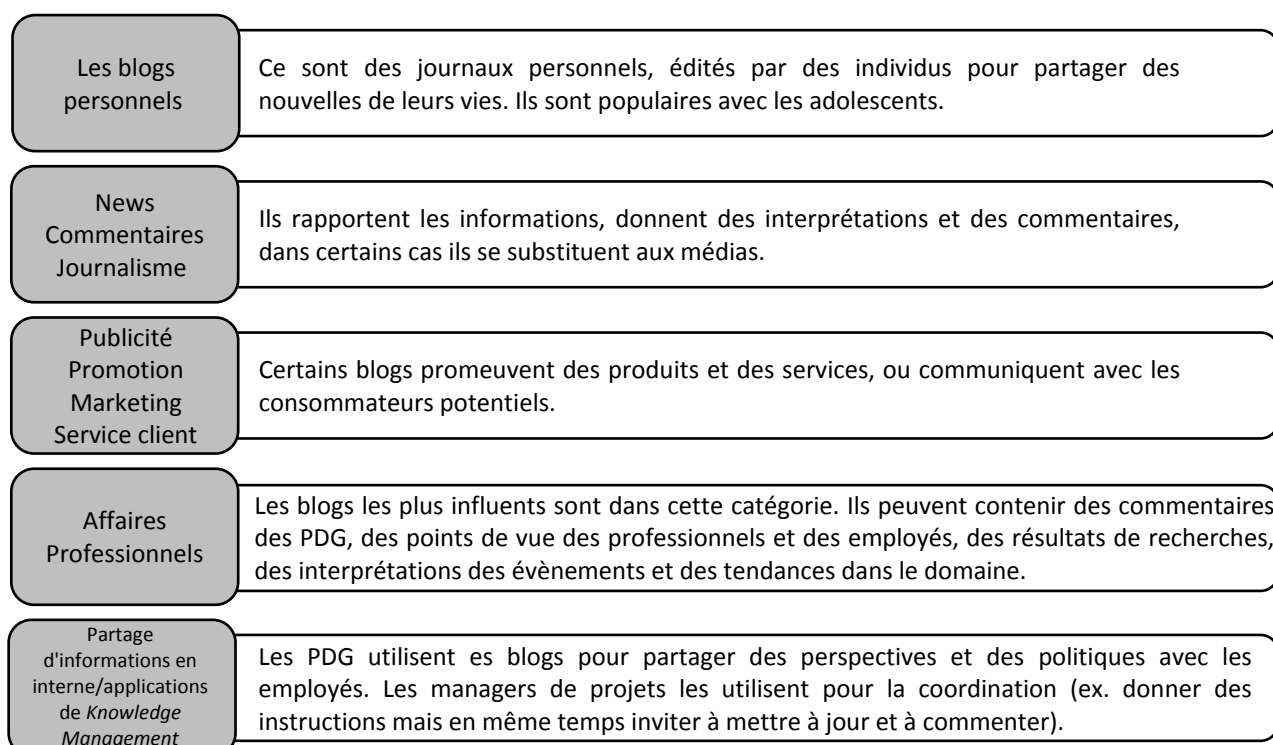 Les blogs
personnels
Ce sont des journaux personnels, édités par des individus pour partager des
nouvelles de leurs vies. Ils sont populaires avec les adolescents.
News
Commentaires
Journalisme
Ils rapportent les informations, donnent des interprétations et des commentaires,
dans certains cas ils se substituent aux médias.
Publicité
Promotion
Marketing
Service client
Certains blogs promeuvent des produits et des services, ou communiquent avec les
consommateurs potentiels.
Affaires
Professionnels
Les blogs les plus influents sont dans cette catégorie. Ils peuvent contenir des commentaires
des PDG, des points de vue des professionnels et des employés, des résultats de recherches,
des interprétations des évènements et des tendances dans le domaine.
Partage
d'informations en
interne/applications
de Knowledge
Management
Les PDG utilisent es blogs pour partager des perspectives et des politiques avec les
employés. Les managers de projets les utilisent pour la coordination (ex. donner des
instructions mais en même temps inviter à mettre à jour et à commenter).